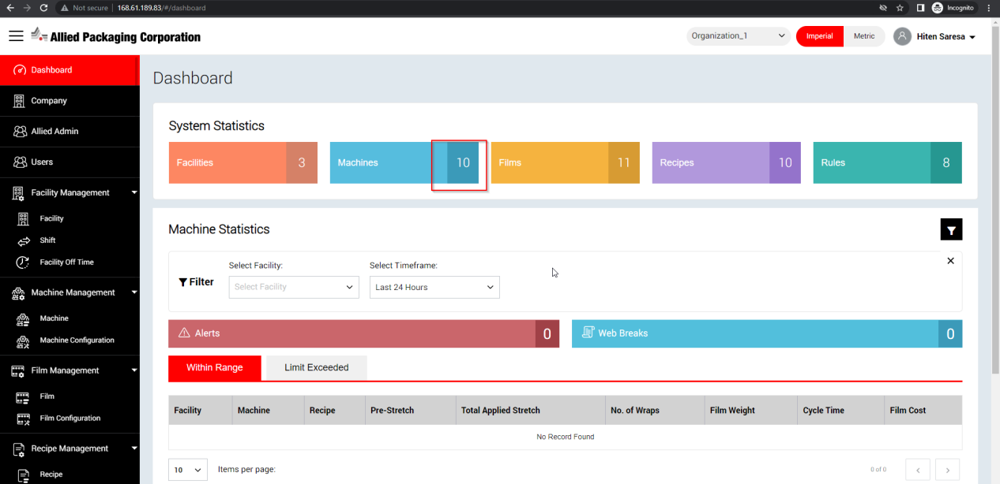 Not secure | 168.61.189.83/#/dashboard
Incognito
Allied Packaging Corporation
Organization_1
Imperial
Metric
Hiten Saresa
Dashboard
Company
Allied Admin
Users
Facility Management
Facility
Shift
Facility Off Time
Machine Management
Machine
Machine Configuration
Film Management
Film
Film Configuration
Recipe Management
Recipe
Dashboard
System Statistics
Facilities 3
Machines 10
Films 11
Recipes 10
Rules 8
Machine Statistics
Filter
Select Facility:
Select Facility
Select Timeframe:
Last 24 Hours
Alerts 0
Web Breaks 0
Within Range
Limit Exceeded
Facility Machine Recipe Pre-Stretch Total Applied Stretch No. of Wraps Film Weight Cycle Time Film Cost
No Record Found
10
Items per page:
0 of 0